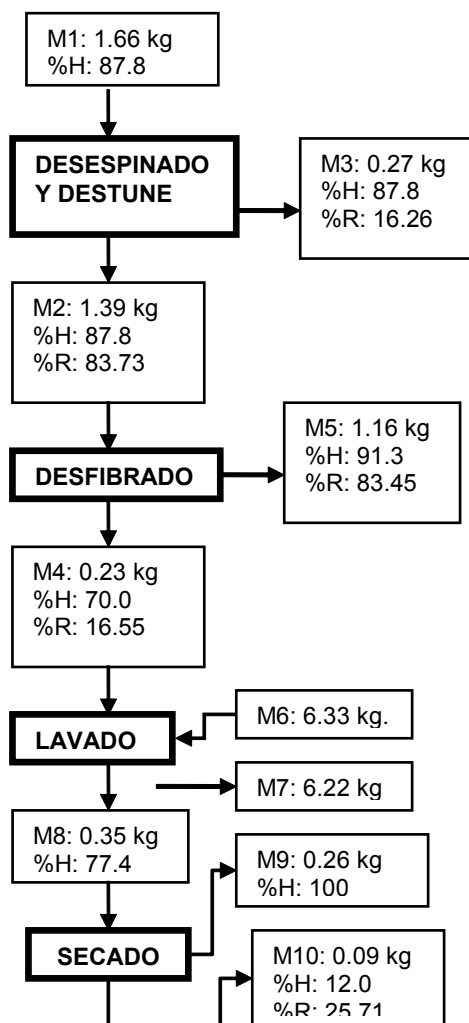 M1: 1.66 kg
%H: 87.8
DESESPINADO
Y DESTUNE
M3: 0.27 kg
%H: 87.8
%R: 16.26
M2: 1.39 kg
%H: 87.8
%R: 83.73
M5: 1.16 kg
%H: 91.3
%R: 83.45
DESFIBRADO
M4: 0.23 kg
%H: 70.0
%R: 16.55
M6: 6.33 kg.
LAVADO
M7: 6.22 kg
M8: 0.35 kg
%H: 77.4
M9: 0.26 kg
%H: 100
SECADO
M10: 0.09 kg
%H: 12.0
%R: 25.71